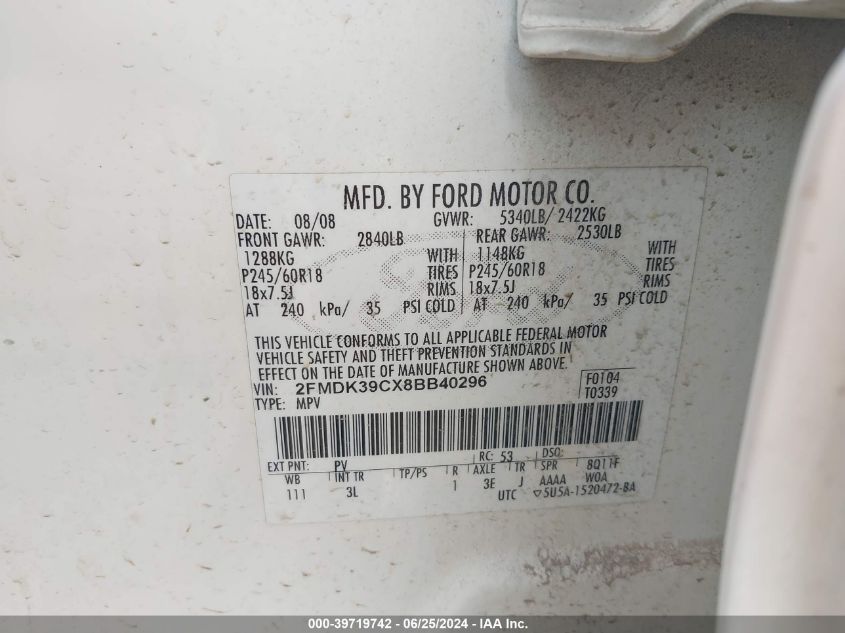 MFD. BY FORD MOTOR CO.
DATE: 08/08 GVWR: 5340LB/ 2422KG
FRONT GAWR: 2840LB REAR GAWR: 2530LB
1288KG WITH 1148KG WITH
P245/60R18 TIRES P245/60R18 TIRES
18x7.5J RIMS 18x7.5J RIMS
AT 240 kPa/ 35 PSI COLD AT 240 kPa/ 35 PSI COLD
THIS VEHICLE CONFORMS TO ALL APPLICABLE FEDERAL MOTOR
VEHICLE SAFETY AND THEFT PREVENTION STANDARDS IN
EFFECT ON THE DATE OF MANUFACTURE SHOWN ABOVE.
VIN: 2FMDK39CX8BB40296 F0104
TYPE: MPV T0339
EXT PNT: PV RC: 53 DSO:
WB INT TR TP/PS R AXLE TR SPR 8Q11F
111 3L 1 3E J AAAA W0A
UTC ▽5U5A-1520472-BA
000-39719742 - 06/25/2024 - IAA Inc.